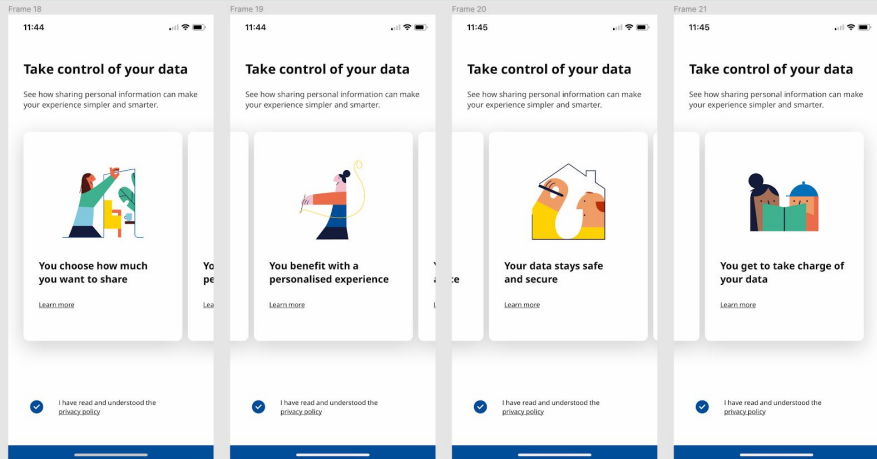 Frame 18
11:44
Take control of your data
See how sharing personal information can make
your experience simpler and smarter.
You choose how much
you want to share
Learn more
Yo
pe
Lea
I have read and understood the
privacy policy
Frame 19
11:44
Take control of your data
See how sharing personal information can make
your experience simpler and smarter.
You benefit with a
personalised experience
Learn more
I have read and understood the
privacy policy
Frame 20
11:45
Take control of your data
See how sharing personal information can make
your experience simpler and smarter.
ce
Your data stays safe
and secure
Learn more
I have read and understood the
privacy policy
Frame 21
11:45
Take control of your data
See how sharing personal information can make
your experience simpler and smarter.
You get to take charge of
your data
Learn more
I have read and understood the
privacy policy